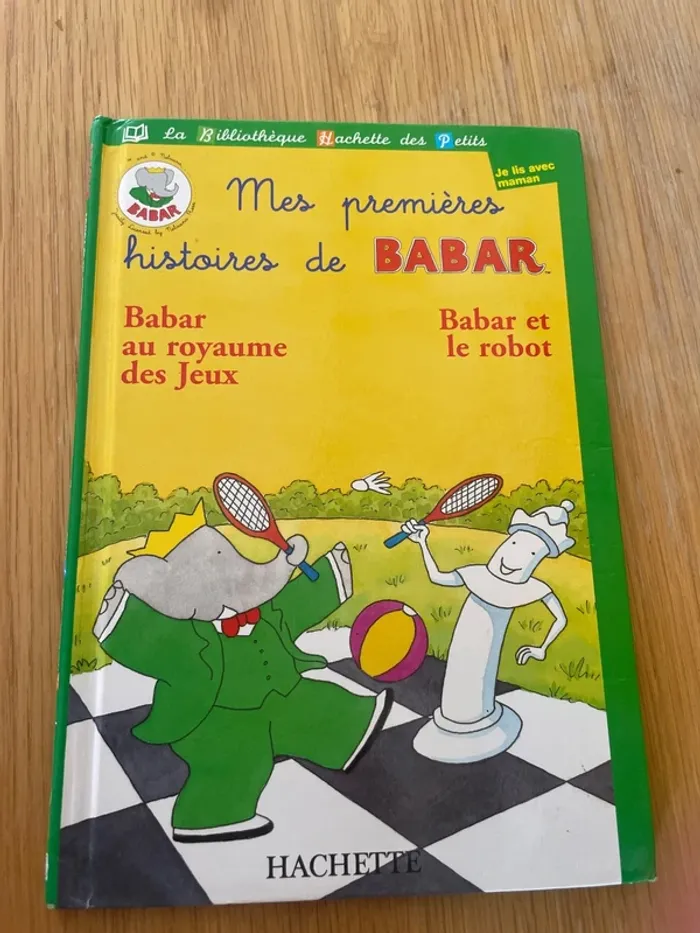 La Bibliothèque Hachette des Petits
Je lis avec
maman
BABAR
Mes premières
histoires de BABAR™
Babar
au royaume
des Jeux
Babar et
le robot
HACHETTE